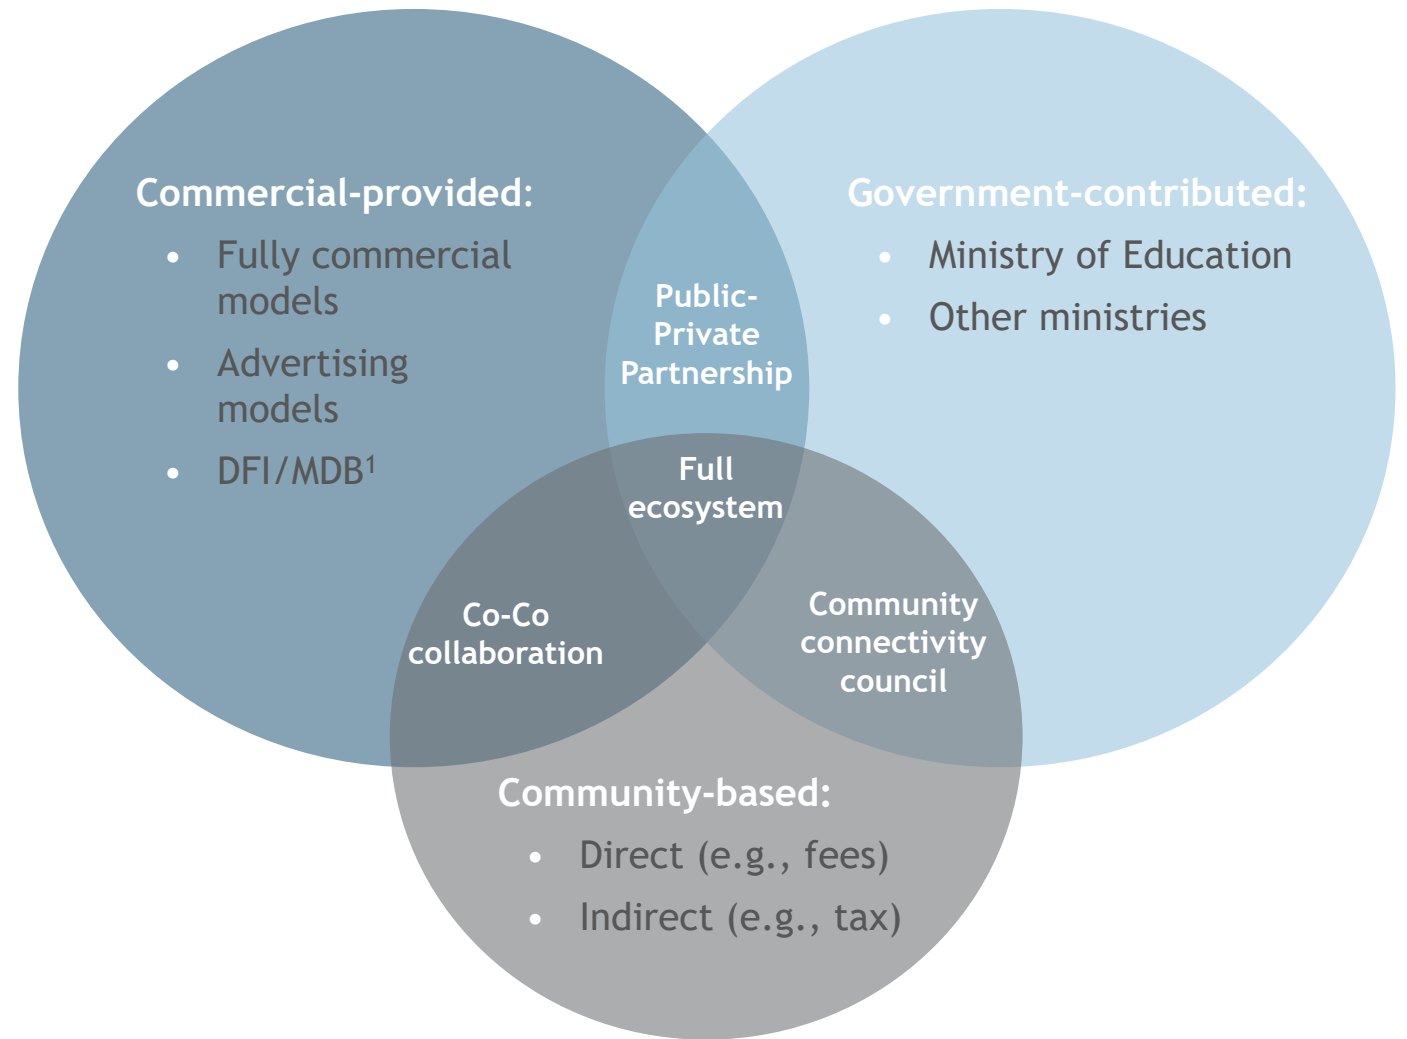 Commercial-provided:
• Fully commercial
models
• Advertising
models
• DFI/MDB¹
Government-contributed:
• Ministry of Education
• Other ministries
Public-
Private
Partnership
Full
ecosystem
Co-Co
collaboration
Community
connectivity
council
Community-based:
• Direct (e.g., fees)
• Indirect (e.g., tax)